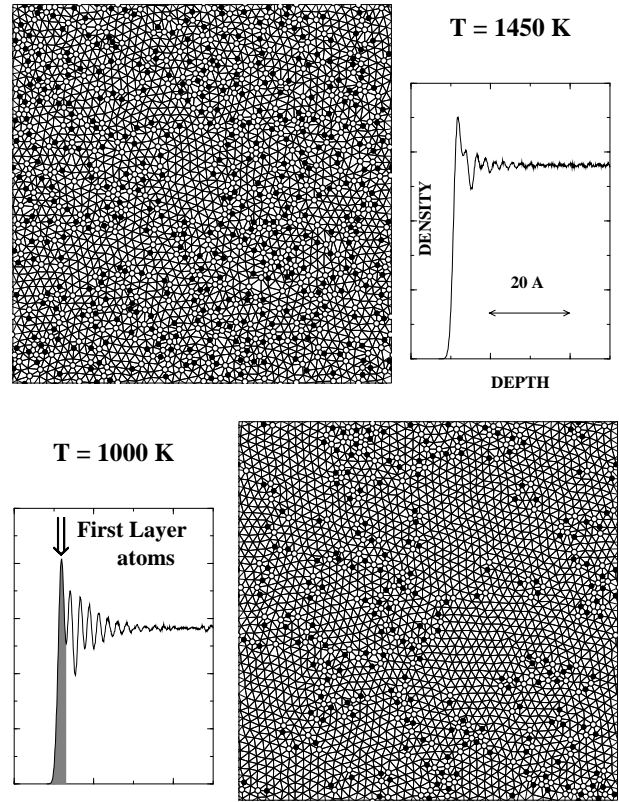 T = 1450 K
DENSITY
20 A
DEPTH
T = 1000 K
First Layer
atoms